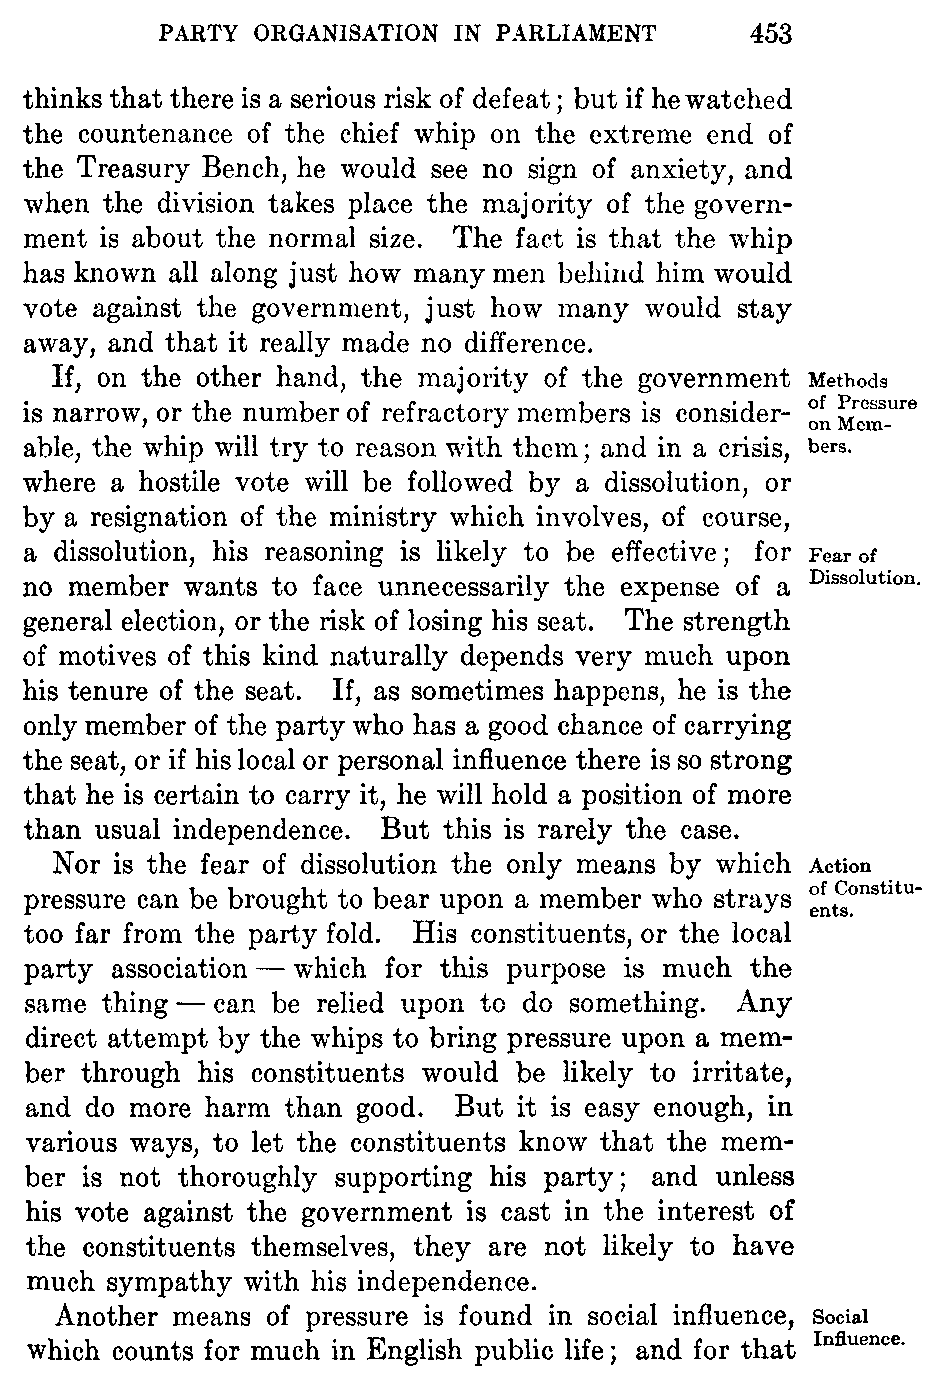 PARTY ORGANISATION IN PARLIAMENT 453
thinks that there is a serious risk of defeat; but if he watched
the countenance of the chief whip on the extreme end of
the Treasury Bench, he would see no sign of anxiety, and
when the division takes place the majority of the govern-
ment is about the normal size. The fact is that the whip
has known all along just how many men behind him would
vote against the government, just how many would stay
away, and that it really made no difference.
If, on the other hand, the majority of the government
is narrow, or the number of refractory members is consider-
able, the whip will try to reason with them; and in a crisis,
where a hostile vote will be followed by a dissolution, or
by a resignation of the ministry which involves, of course,
a dissolution, his reasoning is likely to be effective; for
no member wants to face unnecessarily the expense of a
general election, or the risk of losing his seat. The strength
of motives of this kind naturally depends very much upon
his tenure of the seat. If, as sometimes happens, he is the
only member of the party who has a good chance of carrying
the seat, or if his local or personal influence there is so strong
that he is certain to carry it, he will hold a position of more
than usual independence. But this is rarely the case.
Nor is the fear of dissolution the only means by which
pressure can be brought to bear upon a member who strays
too far from the party fold. His constituents, or the local
party association — which for this purpose is much the
same thing — can be relied upon to do something. Any
direct attempt by the whips to bring pressure upon a mem-
ber through his constituents would be likely to irritate,
and do more harm than good. But it is easy enough, in
various ways, to let the constituents know that the mem-
ber is not thoroughly supporting his party; and unless
his vote against the government is cast in the interest of
the constituents themselves, they are not likely to have
much sympathy with his independence.
Another means of pressure is found in social influence,
which counts for much in English public life; and for that
Methods
of Pressure
on Mem-
bers.
Fear of
Dissolution.
Action
of Constitu-
ents.
Social
Influence.